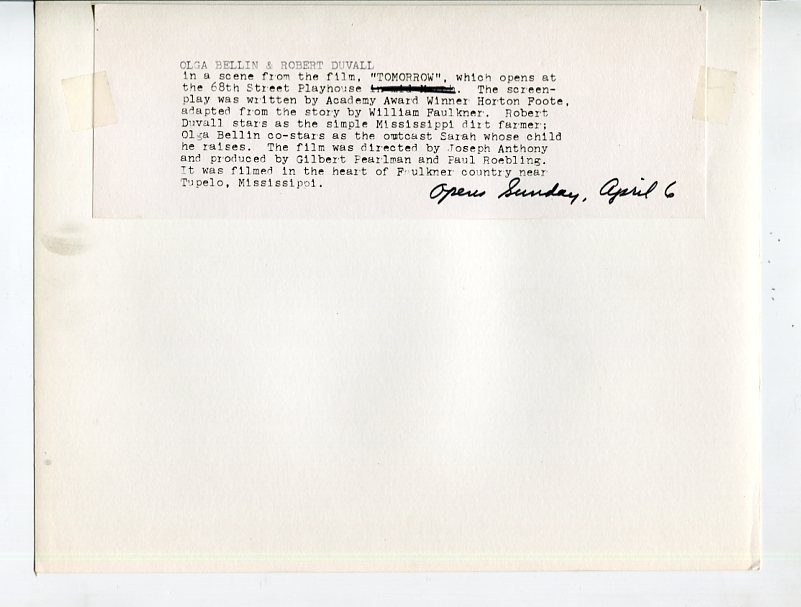 OLGA BELLIN & ROBERT DUVALL
in a scene from the film, "TOMORROW", which opens at
the 68th Street Playhouse in mid March. The screen-
play was written by Academy Award Winner Horton Foote,
adapted from the story by William Faulkner. Robert
Duvall stars as the simple Mississippi dirt farmer;
Olga Bellin co-stars as the outcast Sarah whose child
he raises. The film was directed by Joseph Anthony
and produced by Gilbert Pearlman and Paul Roebling.
It was filmed in the heart of Faulkner country near
Tupelo, Mississippi.
Opens Sunday, April 6